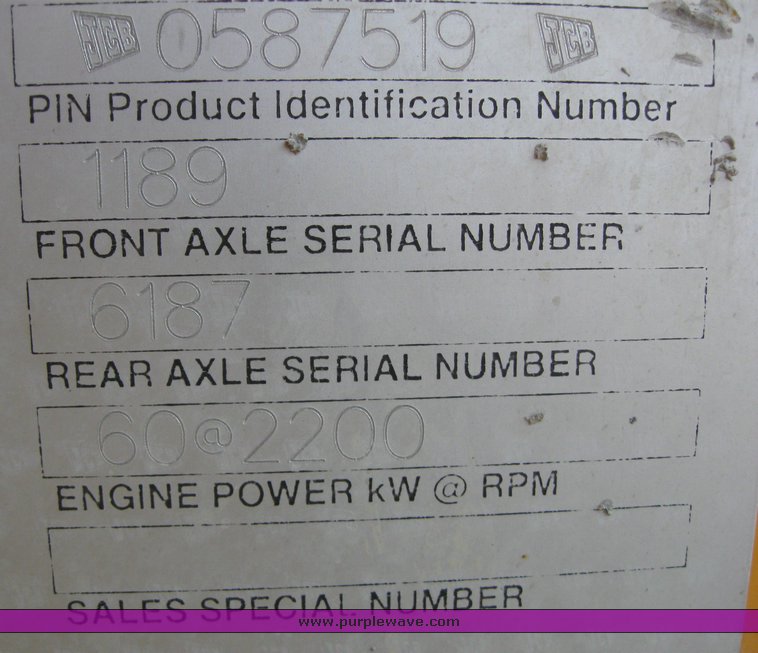 JCB 0587519 JCB
PIN Product Identification Number
1189
FRONT AXLE SERIAL NUMBER
6187
REAR AXLE SERIAL NUMBER
60@2200
ENGINE POWER kW @ RPM
SALES SPECIAL NUMBER
www.purplewave.com